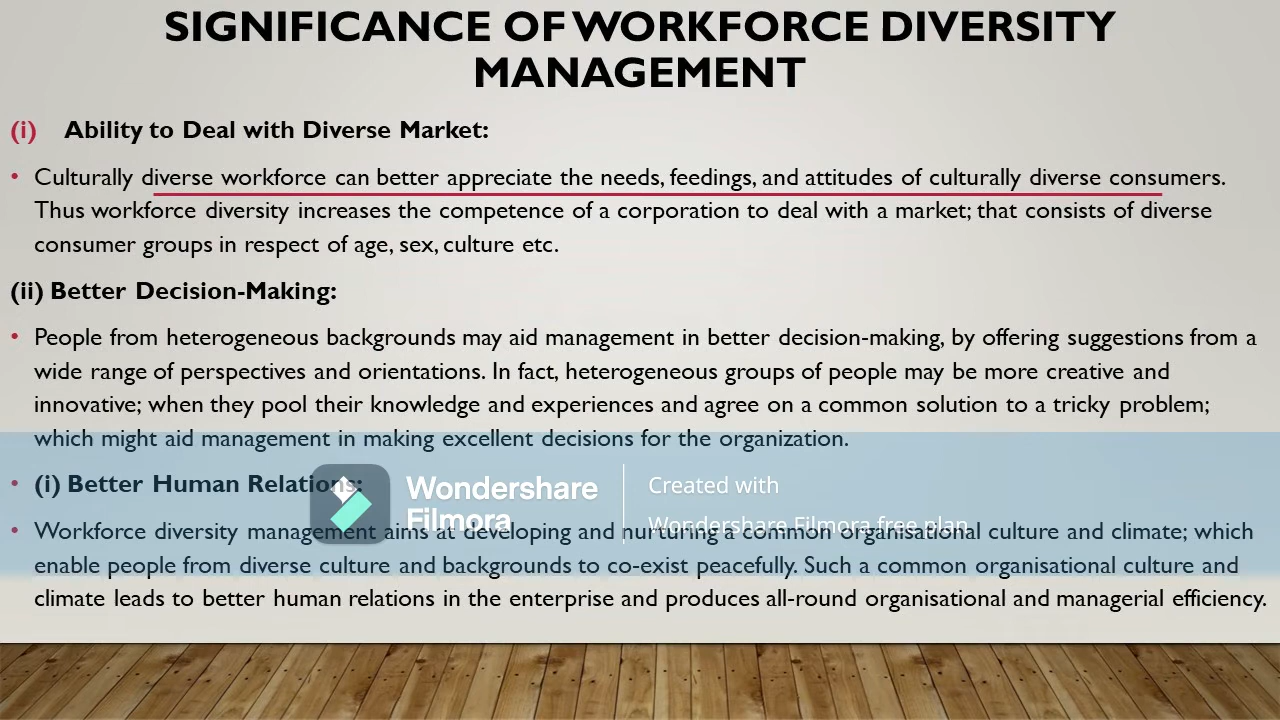 SIGNIFICANCE OF WORKFORCE DIVERSITY
MANAGEMENT
(i) Ability to Deal with Diverse Market:
• Culturally diverse workforce can better appreciate the needs, feedings, and attitudes of culturally diverse consumers.
Thus workforce diversity increases the competence of a corporation to deal with a market; that consists of diverse
consumer groups in respect of age, sex, culture etc.
(ii) Better Decision-Making:
• People from heterogeneous backgrounds may aid management in better decision-making, by offering suggestions from a
wide range of perspectives and orientations. In fact, heterogeneous groups of people may be more creative and
innovative; when they pool their knowledge and experiences and agree on a common solution to a tricky problem;
which might aid management in making excellent decisions for the organization.
• (i) Better Human Relations:
• Workforce diversity management aims at developing and nurturing a common organisational culture and climate; which
enable people from diverse culture and backgrounds to co-exist peacefully. Such a common organisational culture and
climate leads to better human relations in the enterprise and produces all-round organisational and managerial efficiency.
Wondershare
Filmora
Created with
Wondershare Filmora free plan